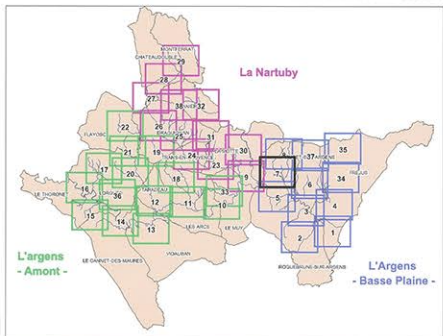 MONTFERRAT
CHATEAUDOUBLE
29
La Nartuby
28
27
38
32
22
26
31
35
FLAYOSC
25
37
21
19
24
30
FREJUS
17
23
7
6
34
LE THORONET
16
20
18
9
5
36
TARADEAU
33
4
12
11
10
3
15
14
LES ARCS
LE MUY
1
13
2
L'argens
- Amont -
L'Argens
- Basse Plaine -
LE CANNET-DES-MAURES
VIDAUBAN
ROQUEBRUNE-SUR-ARGENS